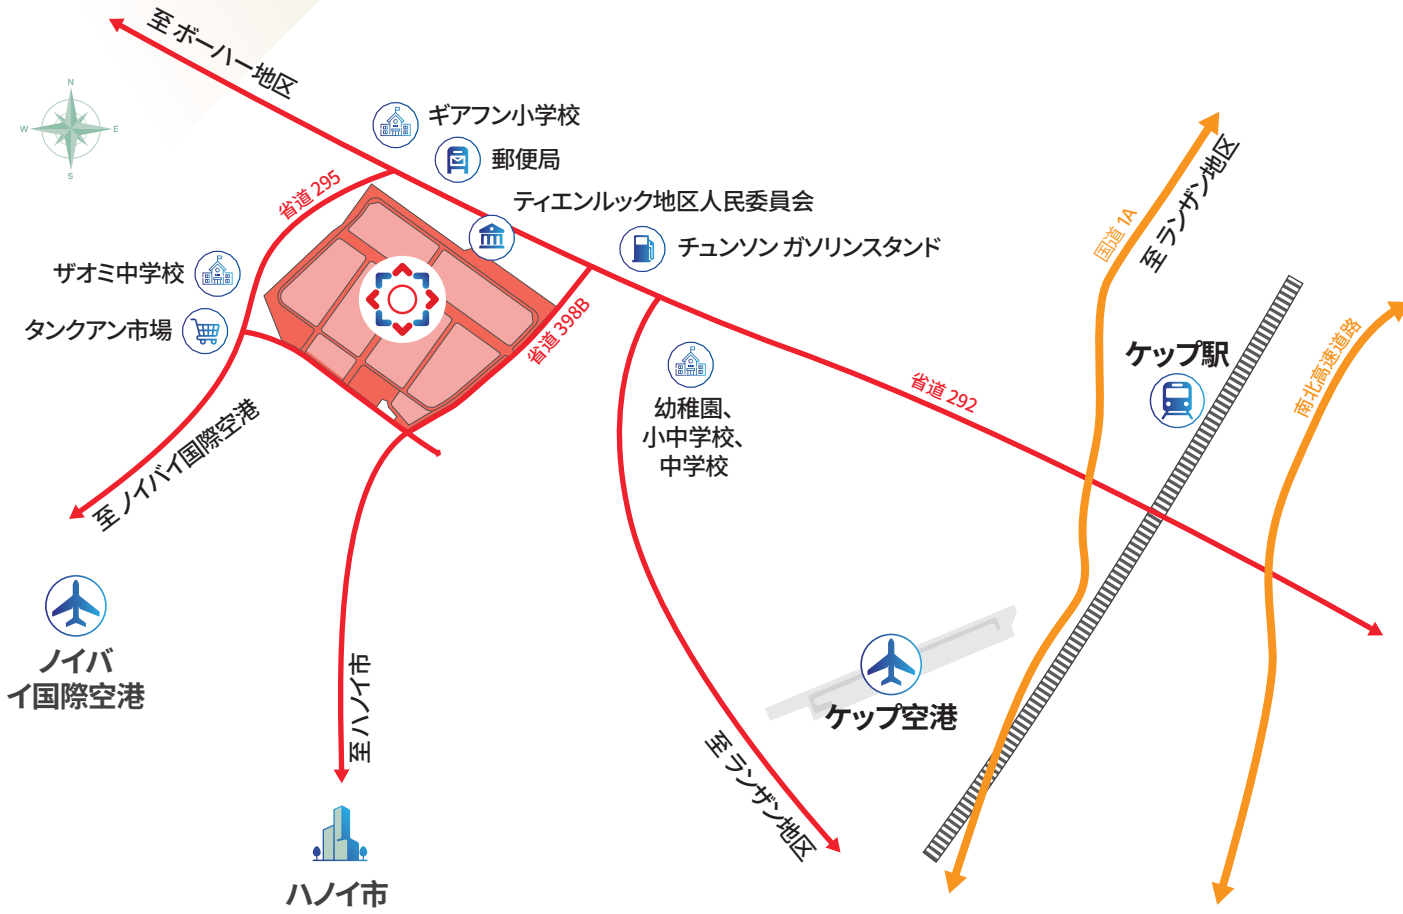 至 ボーハー地区
N
W
E
S
ギアフン小学校
郵便局
省道 295
ティエンルック地区人民委員会
チュンソン ガソリンスタンド
ザオミ中学校
タンクアン市場
省道 398B
国道 1A
至 ランザン地区
ケップ駅
南北高速道路
省道 292
幼稚園、
小中学校、
中学校
至 ノイバイ国際空港
ノイバ
イ国際空港
至 ハノイ市
ハノイ市
ケップ空港
至 ランザン地区